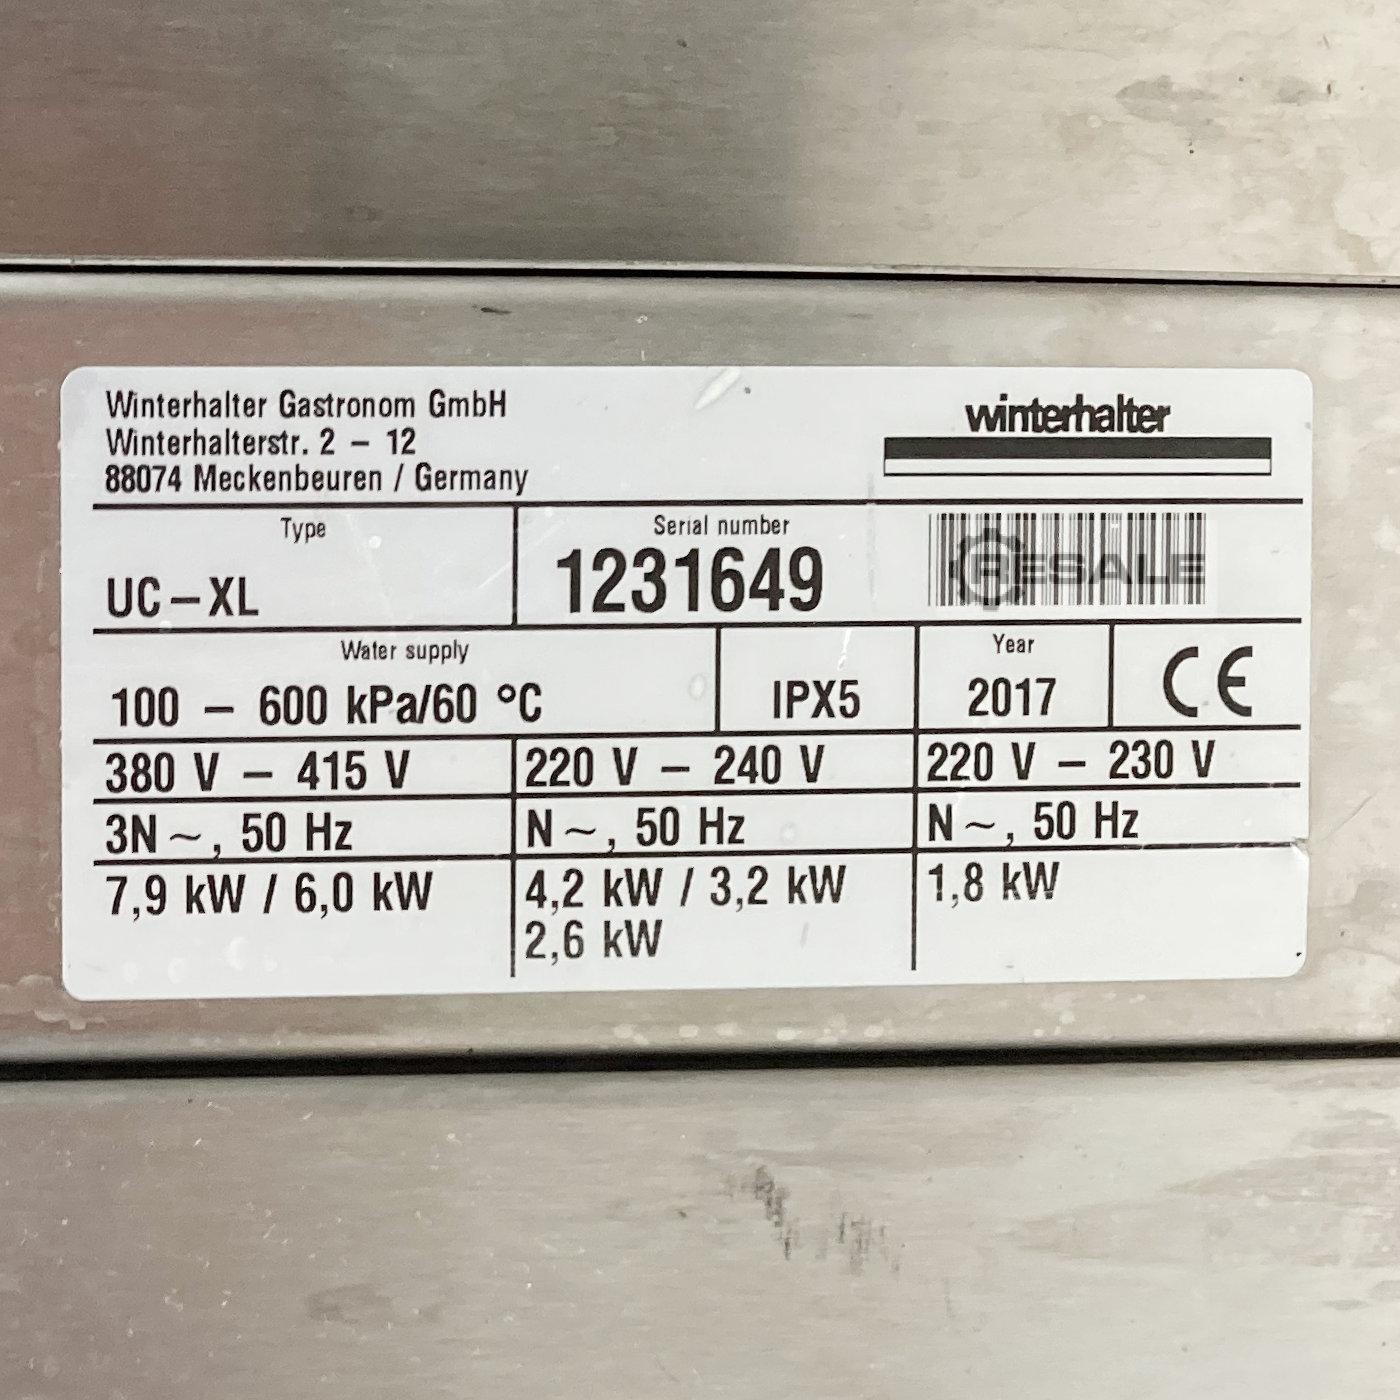 Winterhalter Gastronom GmbH
Winterhalterstr. 2 – 12
88074 Meckenbeuren / Germany
winterhalter
Type
UC–XL
Serial number
1231649
RESALE
Water supply
100 – 600 kPa/60 °C
IPX5
Year
2017
CE
380 V – 415 V
220 V – 240 V
220 V – 230 V
3N ~, 50 Hz
N ~, 50 Hz
N ~, 50 Hz
7,9 kW / 6,0 kW
4,2 kW / 3,2 kW
2,6 kW
1,8 kW